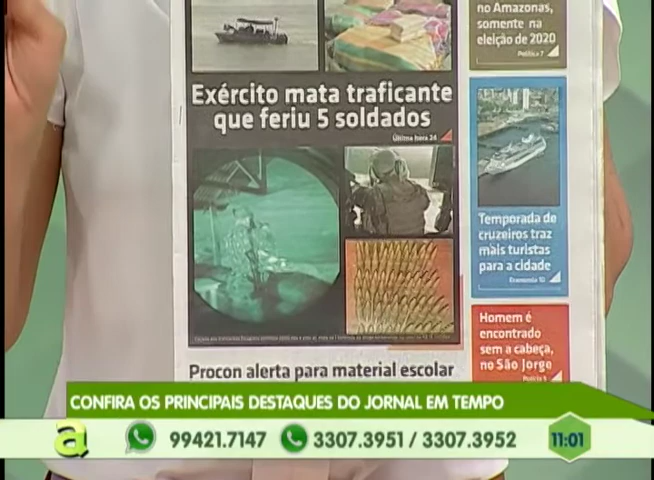 no Amazonas,
somente na
eleição de 2020
Política 7
Exército mata traficante
que feriu 5 soldados
Última hora 24
Temporada de
cruzeiros traz
mais turistas
para a cidade
Economia 10
Homem é
encontrado
sem a cabeça,
no São Jorge
Polícia 5
Procon alerta para material escolar
CONFIRA OS PRINCIPAIS DESTAQUES DO JORNAL EM TEMPO
a 99421.7147 3307.3951 / 3307.3952 11:01